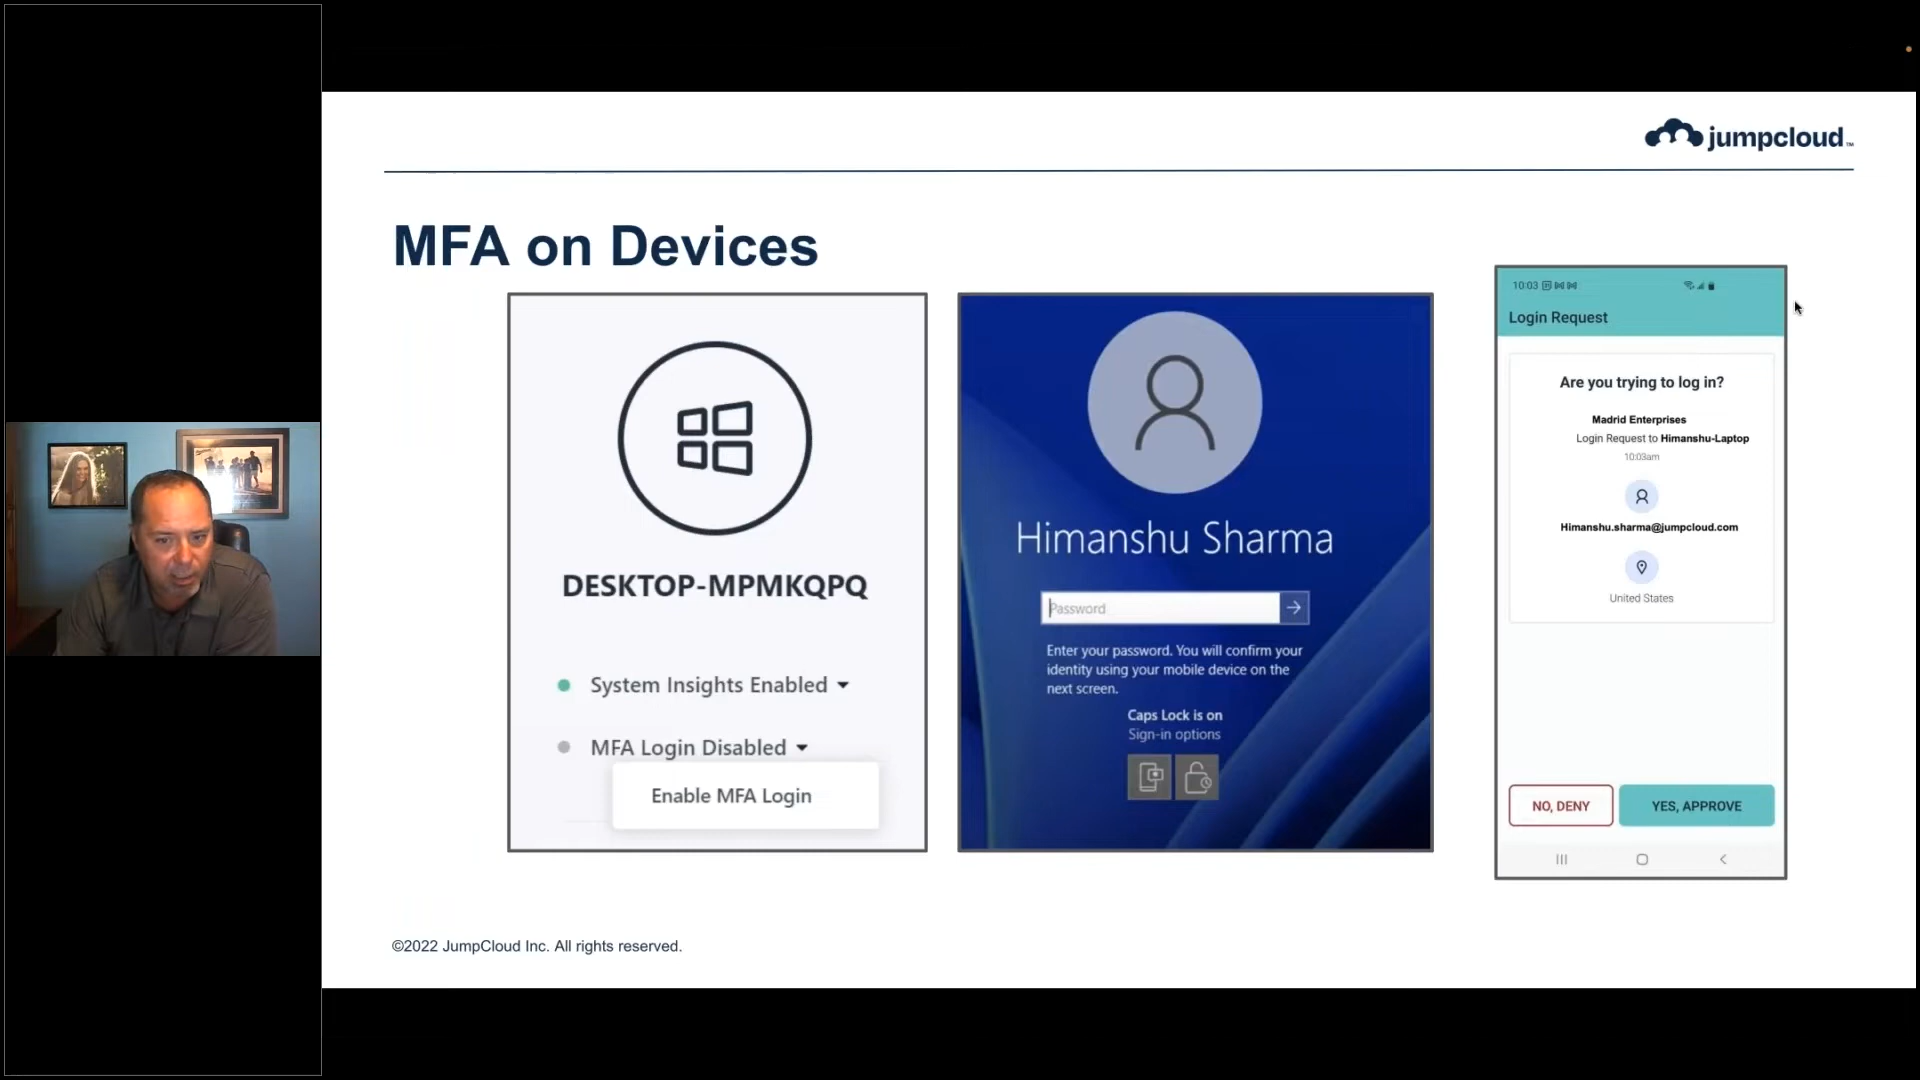 jumpcloud™
MFA on Devices
DESKTOP-MPMKQPQ
System Insights Enabled
MFA Login Disabled
Enable MFA Login
Himanshu Sharma
Password
Enter your password. You will confirm your
identity using your mobile device on the
next screen.
Caps Lock is on
Sign-in options
10:03
Login Request
Are you trying to log in?
Madrid Enterprises
Login Request to Himanshu-Laptop
10:03am
Himanshu.sharma@jumpcloud.com
United States
NO, DENY
YES, APPROVE
©2022 JumpCloud Inc. All rights reserved.